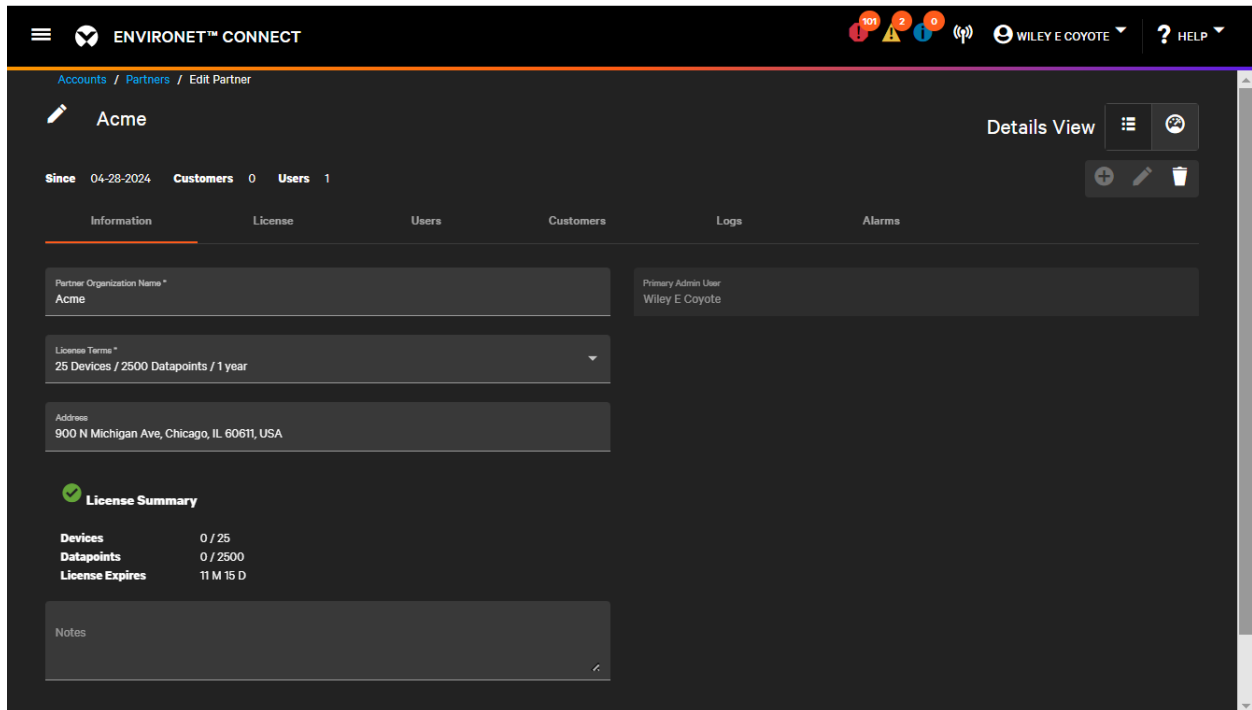 ENVIRONET™ CONNECT
101 2 0 WILEY E COYOTE ? HELP
Accounts / Partners / Edit Partner
Acme
Details View
Since 04-28-2024 Customers 0 Users 1
Information License Users Customers Logs Alarms
Partner Organization Name *
Acme
Primary Admin User
Wiley E Coyote
License Terms *
25 Devices / 2500 Datapoints / 1 year
Address
900 N Michigan Ave, Chicago, IL 60611, USA
License Summary
Devices 0 / 25
Datapoints 0 / 2500
License Expires 11 M 15 D
Notes